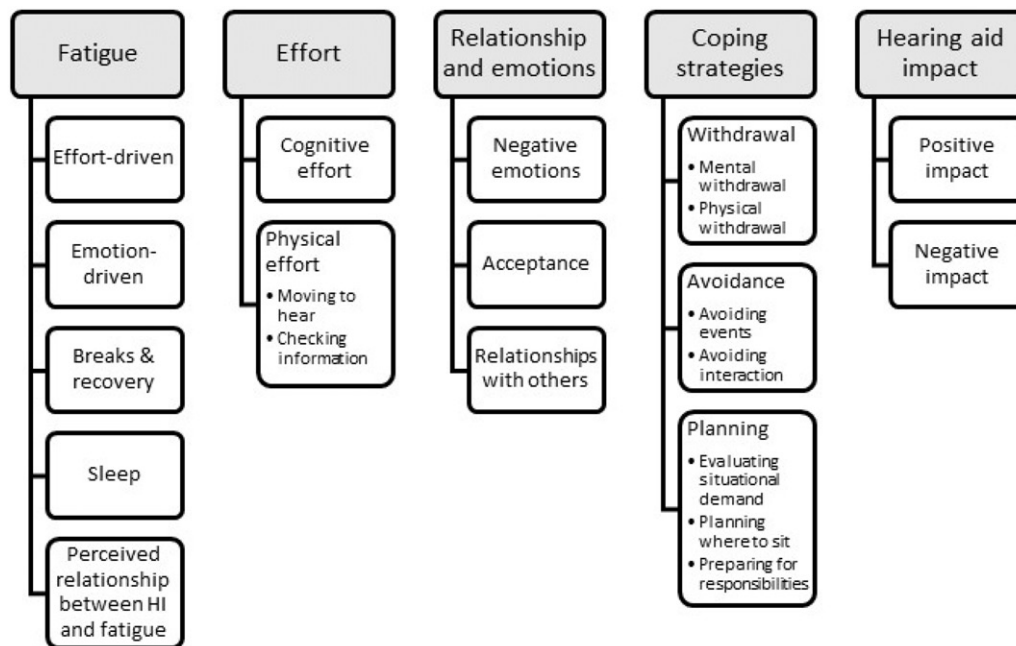 Fatigue
Effort-driven
Emotion-
driven
Breaks &
recovery
Sleep
Perceived
relationship
between HI
and fatigue
Effort
Cognitive
effort
Physical
effort
• Moving to
hear
• Checking
information
Relationship
and emotions
Negative
emotions
Acceptance
Relationships
with others
Coping
strategies
Withdrawal
• Mental
withdrawal
• Physical
withdrawal
Avoidance
• Avoiding
events
• Avoiding
interaction
Planning
• Evaluating
situational
demand
• Planning
where to sit
• Preparing for
responsibilities
Hearing aid
impact
Positive
impact
Negative
impact